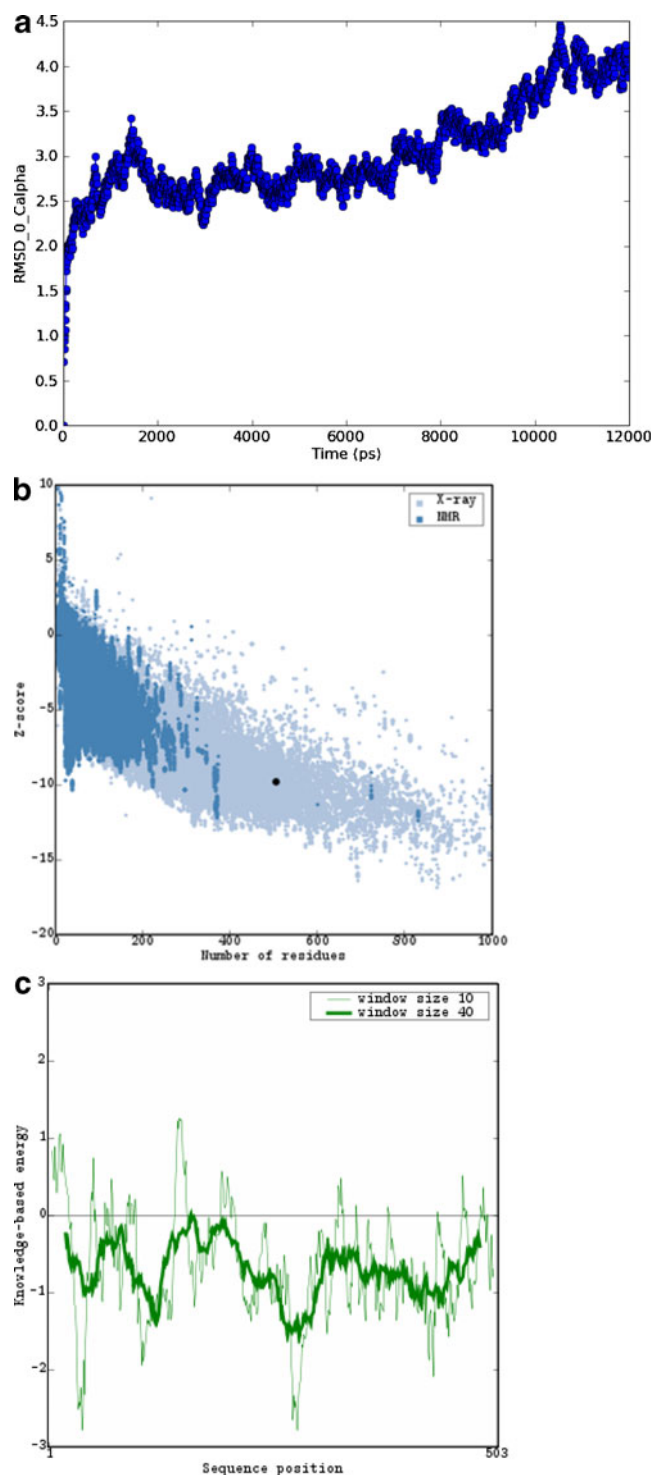 a
4.5
4.0
3.5
3.0
2.5
2.0
1.5
1.0
0.5
0.0
RMSD_0_Calpha
0 2000 4000 6000 8000 10000 12000
Time (ps)
b
10
5
0
-5
-10
-15
-20
Z-score
X-ray
NMR
0 200 400 600 800 1000
Number of residues
c
3
2
1
0
-1
-2
-3
Knowledge-based energy
window size 10
window size 40
1 503
Sequence position